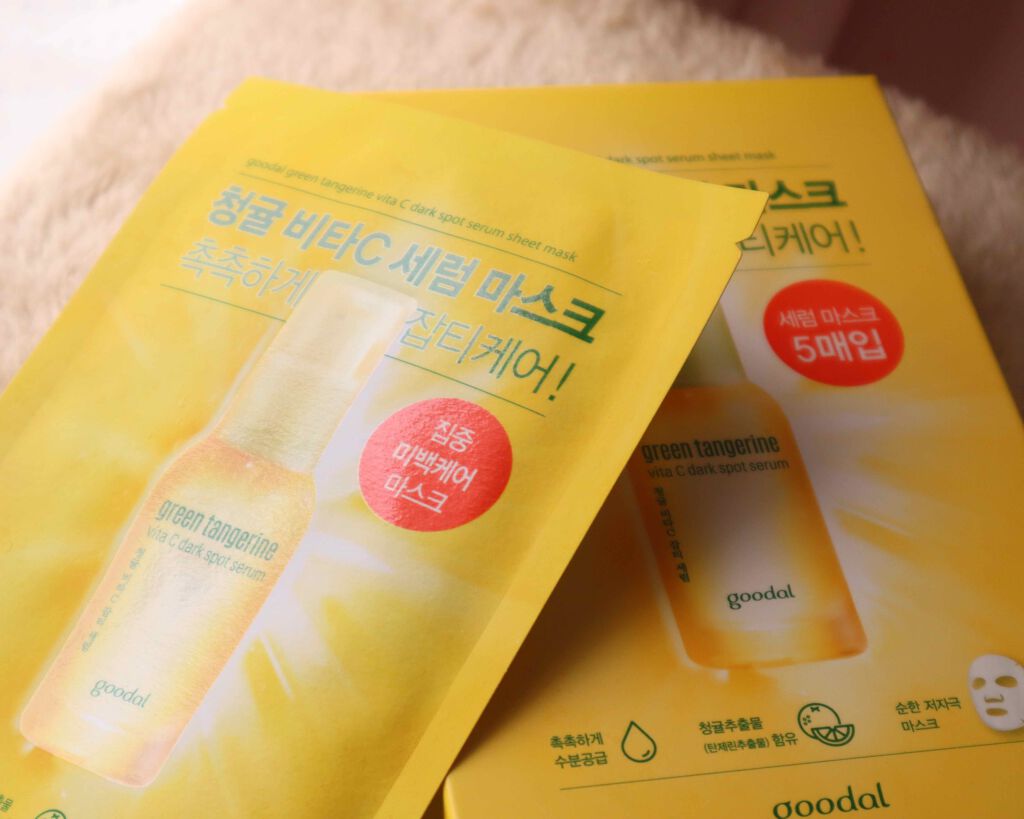 goodal green tangerine vita C dark spot serum sheet mask
청귤 비타C 세럼 마스크
촉촉하게 잡티케어!
집중
미백케어
마스크
green tangerine
vita C dark spot serum
goodal
dark spot serum sheet mask
마스크
티케어!
세럼 마스크
5매입
green tangerine
vita C dark spot serum
goodal
촉촉하게
수분공급
청귤추출물
(탄제린추출물) 함유
순한 저자극
마스크
goodal